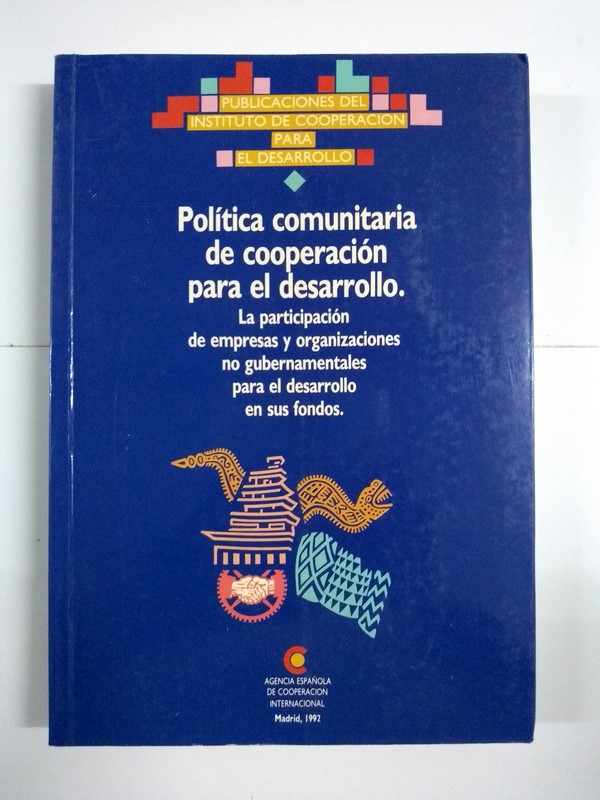 PUBLICACIONES DEL
INSTITUTO DE COOPERACION
PARA
EL DESARROLLO
Política comunitaria
de cooperación
para el desarrollo.
La participación
de empresas y organizaciones
no gubernamentales
para el desarrollo
en sus fondos.
AGENCIA ESPAÑOLA
DE COOPERACION
INTERNACIONAL
Madrid, 1992